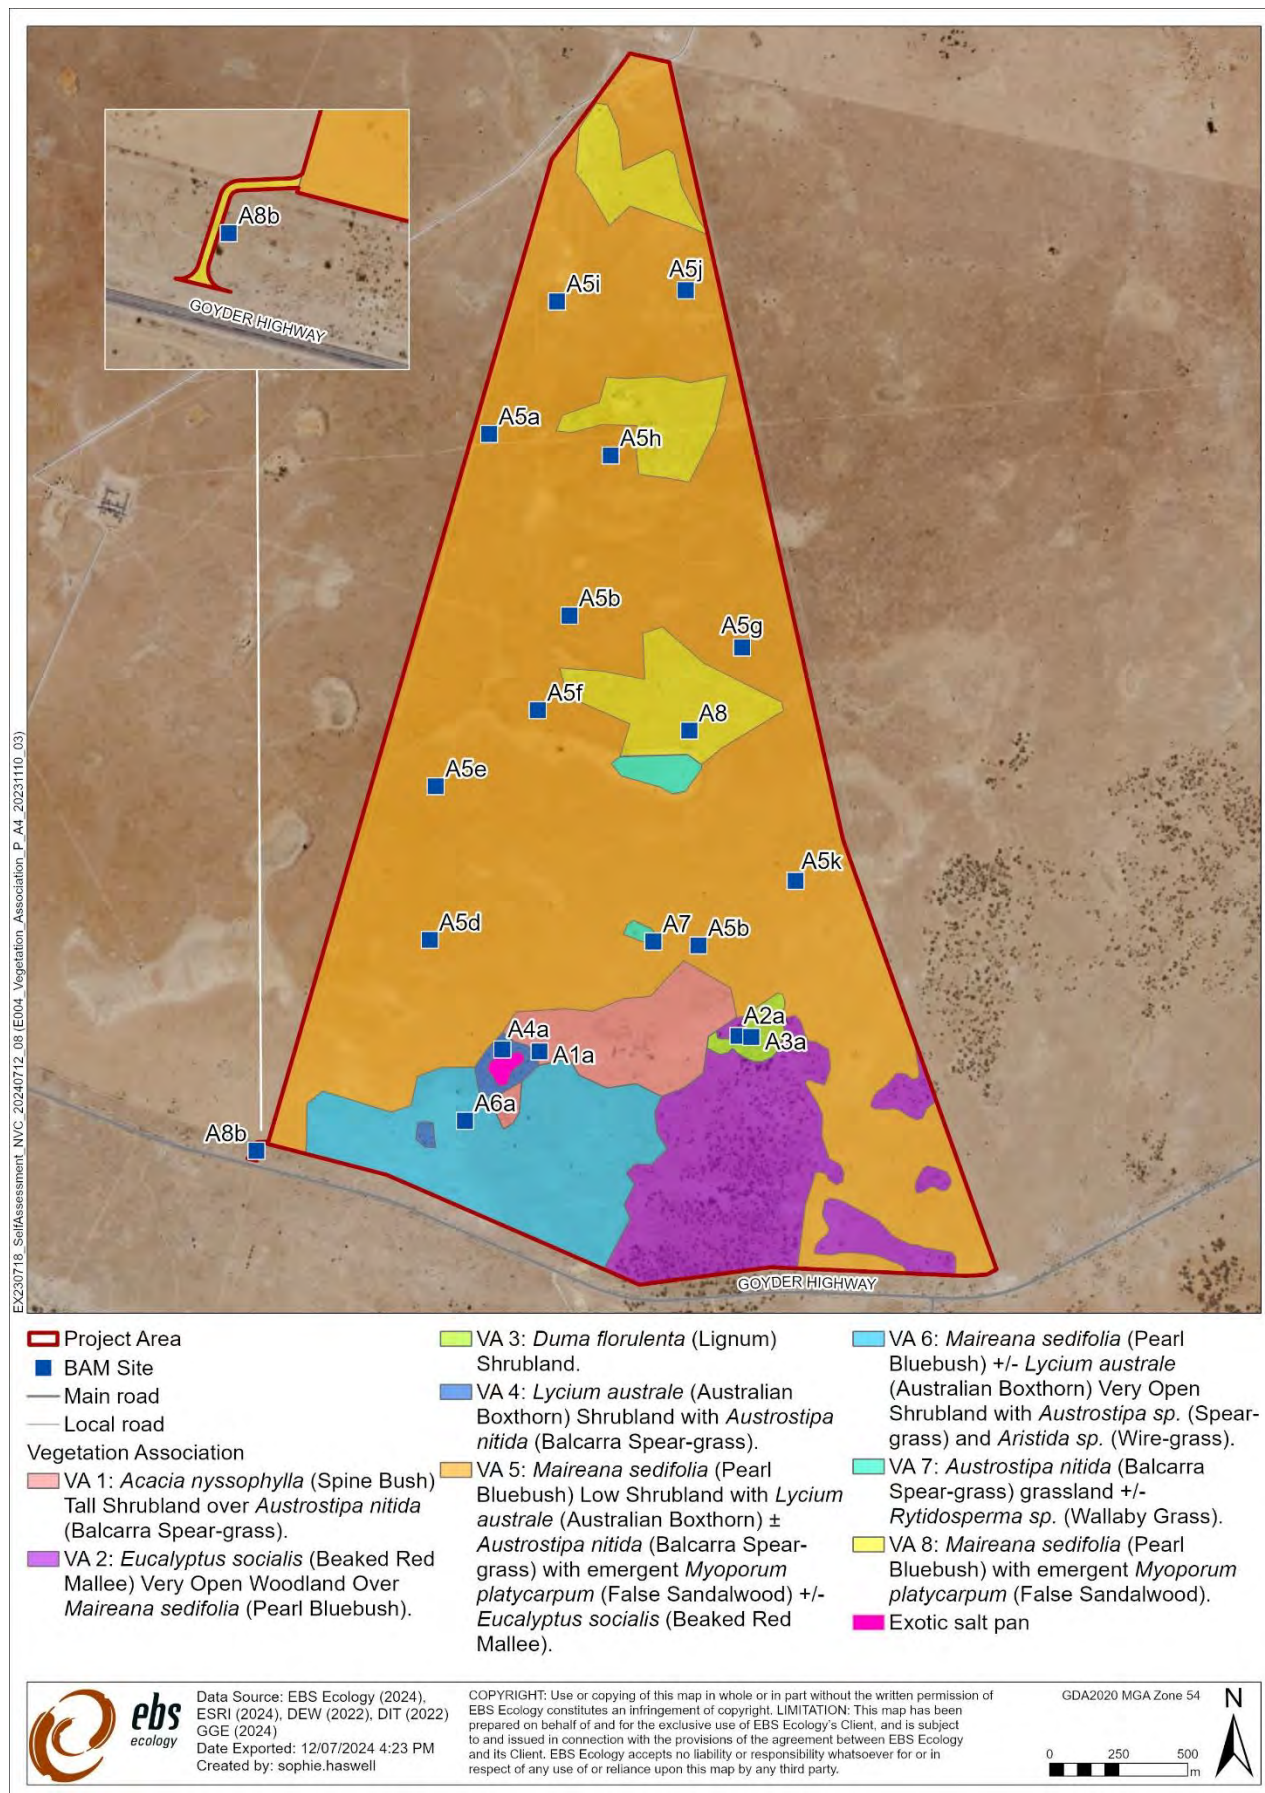 A8b
GOYDER HIGHWAY
A5i
A5j
A5a
A5h
A5b
A5g
A5f
A8
A5e
A5k
A5d
A7
A5b
A2a
A4a
A3a
A1a
A6a
A8b
GOYDER HIGHWAY
EX230718_SelfAssessment_NVC_20240712_08 (E004_Vegetation_Association_P_A4_20231110_03)
Project Area
BAM Site
Main road
Local road
Vegetation Association
VA 1: Acacia nyssophylla (Spine Bush)
Tall Shrubland over Austrostipa nitida
(Balcarra Spear-grass).
VA 2: Eucalyptus socialis (Beaked Red
Mallee) Very Open Woodland Over
Maireana sedifolia (Pearl Bluebush).
VA 3: Duma florulenta (Lignum)
Shrubland.
VA 4: Lycium australe (Australian
Boxthorn) Shrubland with Austrostipa
nitida (Balcarra Spear-grass).
VA 5: Maireana sedifolia (Pearl
Bluebush) Low Shrubland with Lycium
australe (Australian Boxthorn) ±
Austrostipa nitida (Balcarra Spear-
grass) with emergent Myoporum
platycarpum (False Sandalwood) +/-
Eucalyptus socialis (Beaked Red
Mallee).
VA 6: Maireana sedifolia (Pearl
Bluebush) +/- Lycium australe
(Australian Boxthorn) Very Open
Shrubland with Austrostipa sp. (Spear-
grass) and Aristida sp. (Wire-grass).
VA 7: Austrostipa nitida (Balcarra
Spear-grass) grassland +/-
Rytidosperma sp. (Wallaby Grass).
VA 8: Maireana sedifolia (Pearl
Bluebush) with emergent Myoporum
platycarpum (False Sandalwood).
Exotic salt pan
ebs
ecology
Data Source: EBS Ecology (2024),
ESRI (2024), DEW (2022), DIT (2022)
GGE (2024)
Date Exported: 12/07/2024 4:23 PM
Created by: sophie.haswell
COPYRIGHT: Use or copying of this map in whole or in part without the written permission of
EBS Ecology constitutes an infringement of copyright. LIMITATION: This map has been
prepared on behalf of and for the exclusive use of EBS Ecology's Client, and is subject
to and issued in connection with the provisions of the agreement between EBS Ecology
and its Client. EBS Ecology accepts no liability or responsibility whatsoever for or in
respect of any use of or reliance upon this map by any third party.
GDA2020 MGA Zone 54
N
0 250 500
m